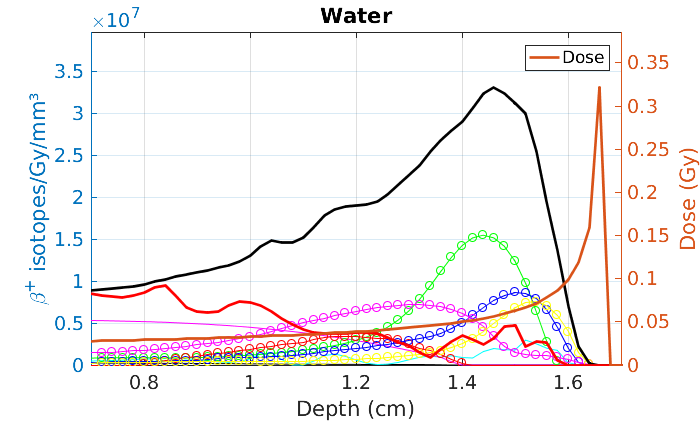 Water
×10⁷
3.5
3
2.5
2
1.5
1
0.5
0
β⁺ isotopes/Gy/mm³
Dose
0.35
0.3
0.25
0.2
0.15
0.1
0.05
0
Dose (Gy)
0.8 1 1.2 1.4 1.6
Depth (cm)